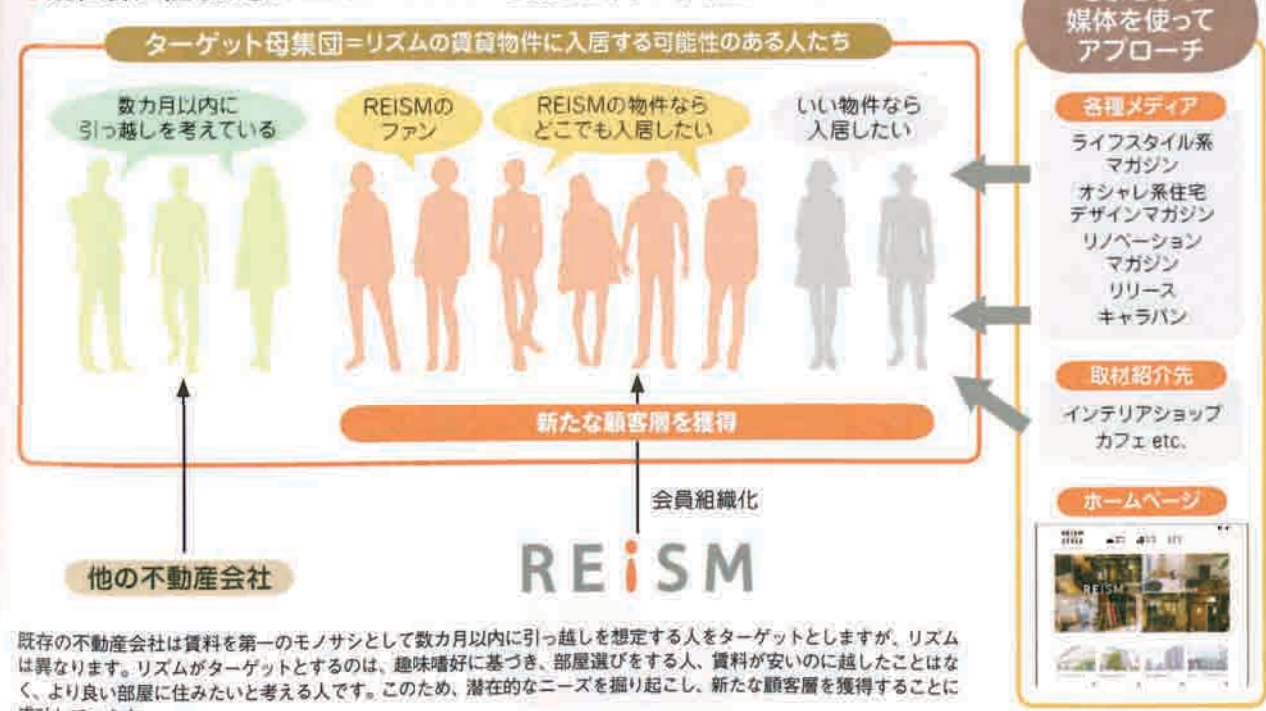 媒体を使って
アプローチ
ターゲット母集団=リズムの賃貸物件に入居する可能性のある人たち
数カ月以内に
引っ越しを考えている
REISMの
ファン
REISMの物件なら
どこでも入居したい
いい物件なら
入居したい
新たな顧客層を獲得
会員組織化
他の不動産会社
REiSM
各種メディア
ライフスタイル系
マガジン
オシャレ系住宅
デザインマガジン
リノベーション
マガジン
リリース
キャラバン
取材紹介先
インテリアショップ
カフェ etc.
ホームページ
REISM
既存の不動産会社は賃料を第一のモノサシとして数カ月以内に引っ越しを想定する人をターゲットとしますが、リズム
は異なります。リズムがターゲットとするのは、趣味嗜好に基づき、部屋選びをする人、賃料が安いのに越したことはな
く、より良い部屋に住みたいと考える人です。このため、潜在的なニーズを掘り起こし、新たな顧客層を獲得することに